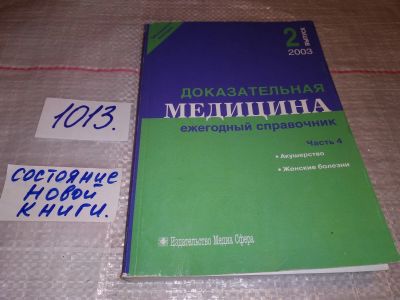 2
ВЫПУСК
2003
ДОКАЗАТЕЛЬНАЯ
МЕДИЦИНА
ежегодный справочник
Часть 4
• Акушерство
• Женские болезни
Издательство Медиа Сфера
1013.
СОСТОЯНИЕ
НОВОЙ
КНИГИ.